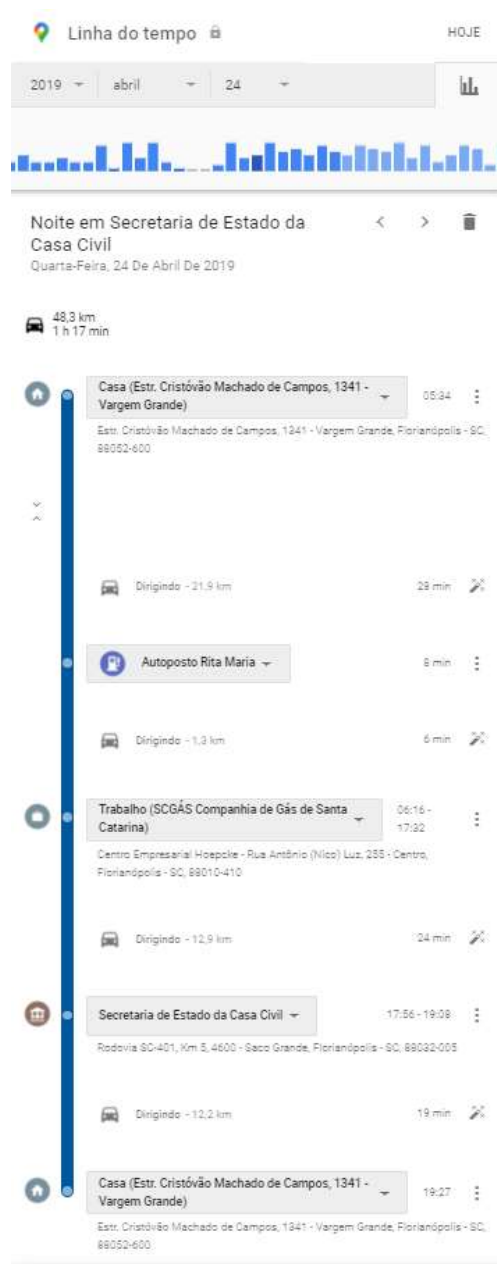 Linha do tempo
HOJE
2019
abril
24
Noite em Secretaria de Estado da
Casa Civil
Quarta-Feira, 24 De Abril De 2019
48,3 km
1 h 17 min
Casa (Estr. Cristóvão Machado de Campos, 1341 -
Vargem Grande)
05:34
Estr. Cristóvão Machado de Campos, 1341 - Vargem Grande, Florianópolis - SC,
88052-600
Dirigindo - 21,9 km
28 min
Autoposto Rita Maria
8 min
Dirigindo - 1,3 km
6 min
Trabalho (SCGÁS Companhia de Gás de Santa
Catarina)
06:16 -
17:32
Centro Empresarial Hoepcke - Rua Antônio (Nico) Luz, 255 - Centro,
Florianópolis - SC, 88010-410
Dirigindo - 12,9 km
24 min
Secretaria de Estado da Casa Civil
17:56 - 19:08
Rodovia SC-401, Km 5, 4600 - Saco Grande, Florianópolis - SC, 88032-005
Dirigindo - 12,2 km
19 min
Casa (Estr. Cristóvão Machado de Campos, 1341 -
Vargem Grande)
19:27
Estr. Cristóvão Machado de Campos, 1341 - Vargem Grande, Florianópolis - SC,
88052-600